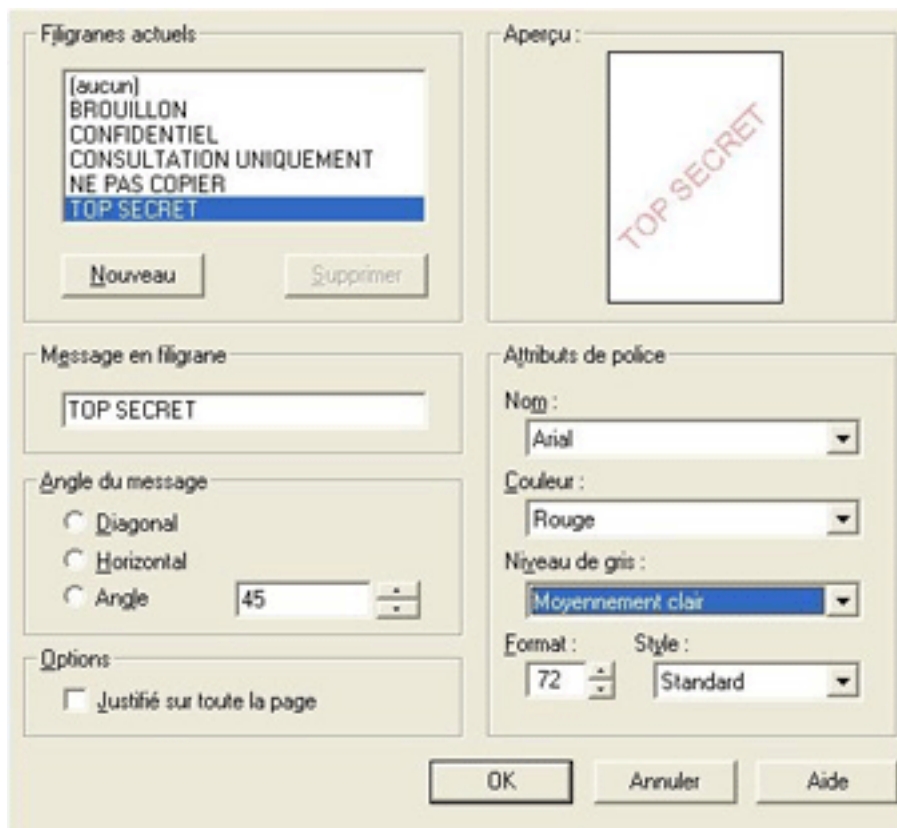 Filigranes actuels
(aucun)
BROUILLON
CONFIDENTIEL
CONSULTATION UNIQUEMENT
NE PAS COPIER
TOP SECRET
Nouveau
Supprimer
Message en filigrane
TOP SECRET
Angle du message
Diagonal
Horizontal
Angle 45
Options
Justifié sur toute la page
Aperçu :
TOP SECRET
Attributs de police
Nom :
Arial
Couleur :
Rouge
Niveau de gris :
Moyennement clair
Format : Style :
72 Standard
OK Annuler Aide